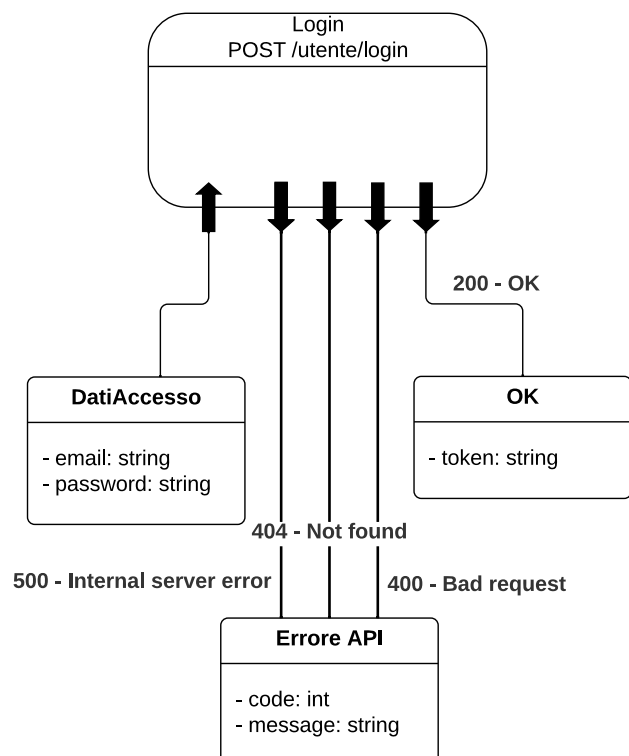 Login
POST /utente/login
200 - OK
DatiAccesso
- email: string
- password: string
OK
- token: string
404 - Not found
500 - Internal server error
400 - Bad request
Errore API
- code: int
- message: string